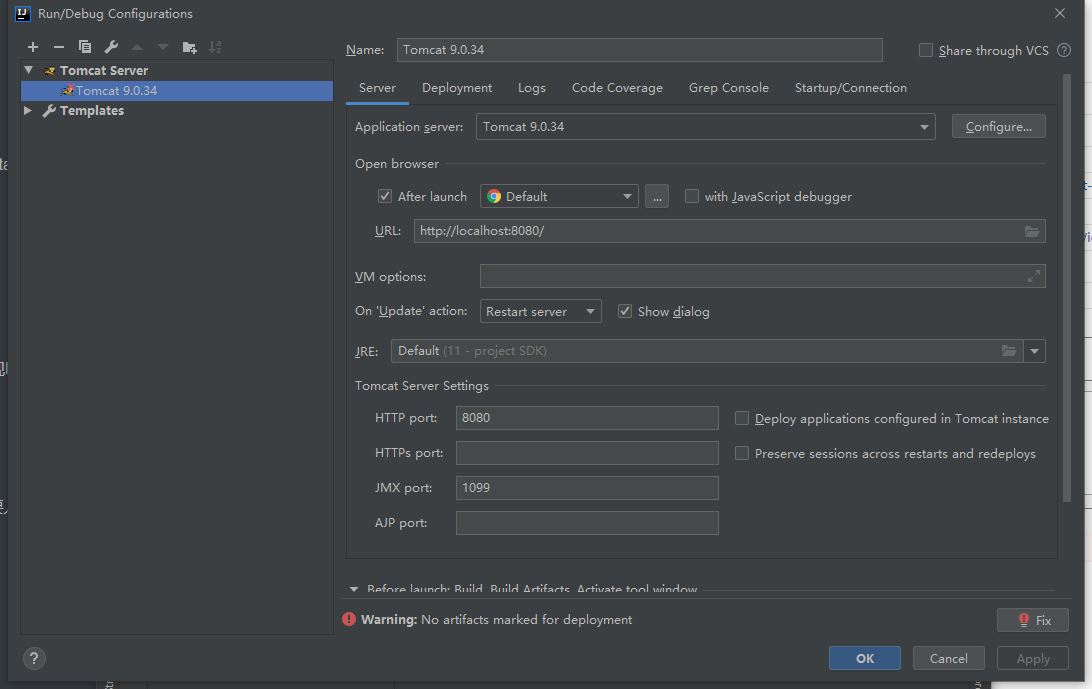 Run/Debug Configurations
Tomcat Server
Tomcat 9.0.34
Templates
Name: Tomcat 9.0.34
Share through VCS
Server Deployment Logs Code Coverage Grep Console Startup/Connection
Application server: Tomcat 9.0.34 Configure...
Open browser
After launch Default ... with JavaScript debugger
URL: http://localhost:8080/
VM options:
On 'Update' action: Restart server Show dialog
JRE: Default (11 - project SDK)
Tomcat Server Settings
HTTP port: 8080 Deploy applications configured in Tomcat instance
HTTPs port: Preserve sessions across restarts and redeploys
JMX port: 1099
AJP port:
Before launch: Build, Build Artifacts, Activate tool window
Warning: No artifacts marked for deployment
Fix
OK Cancel Apply